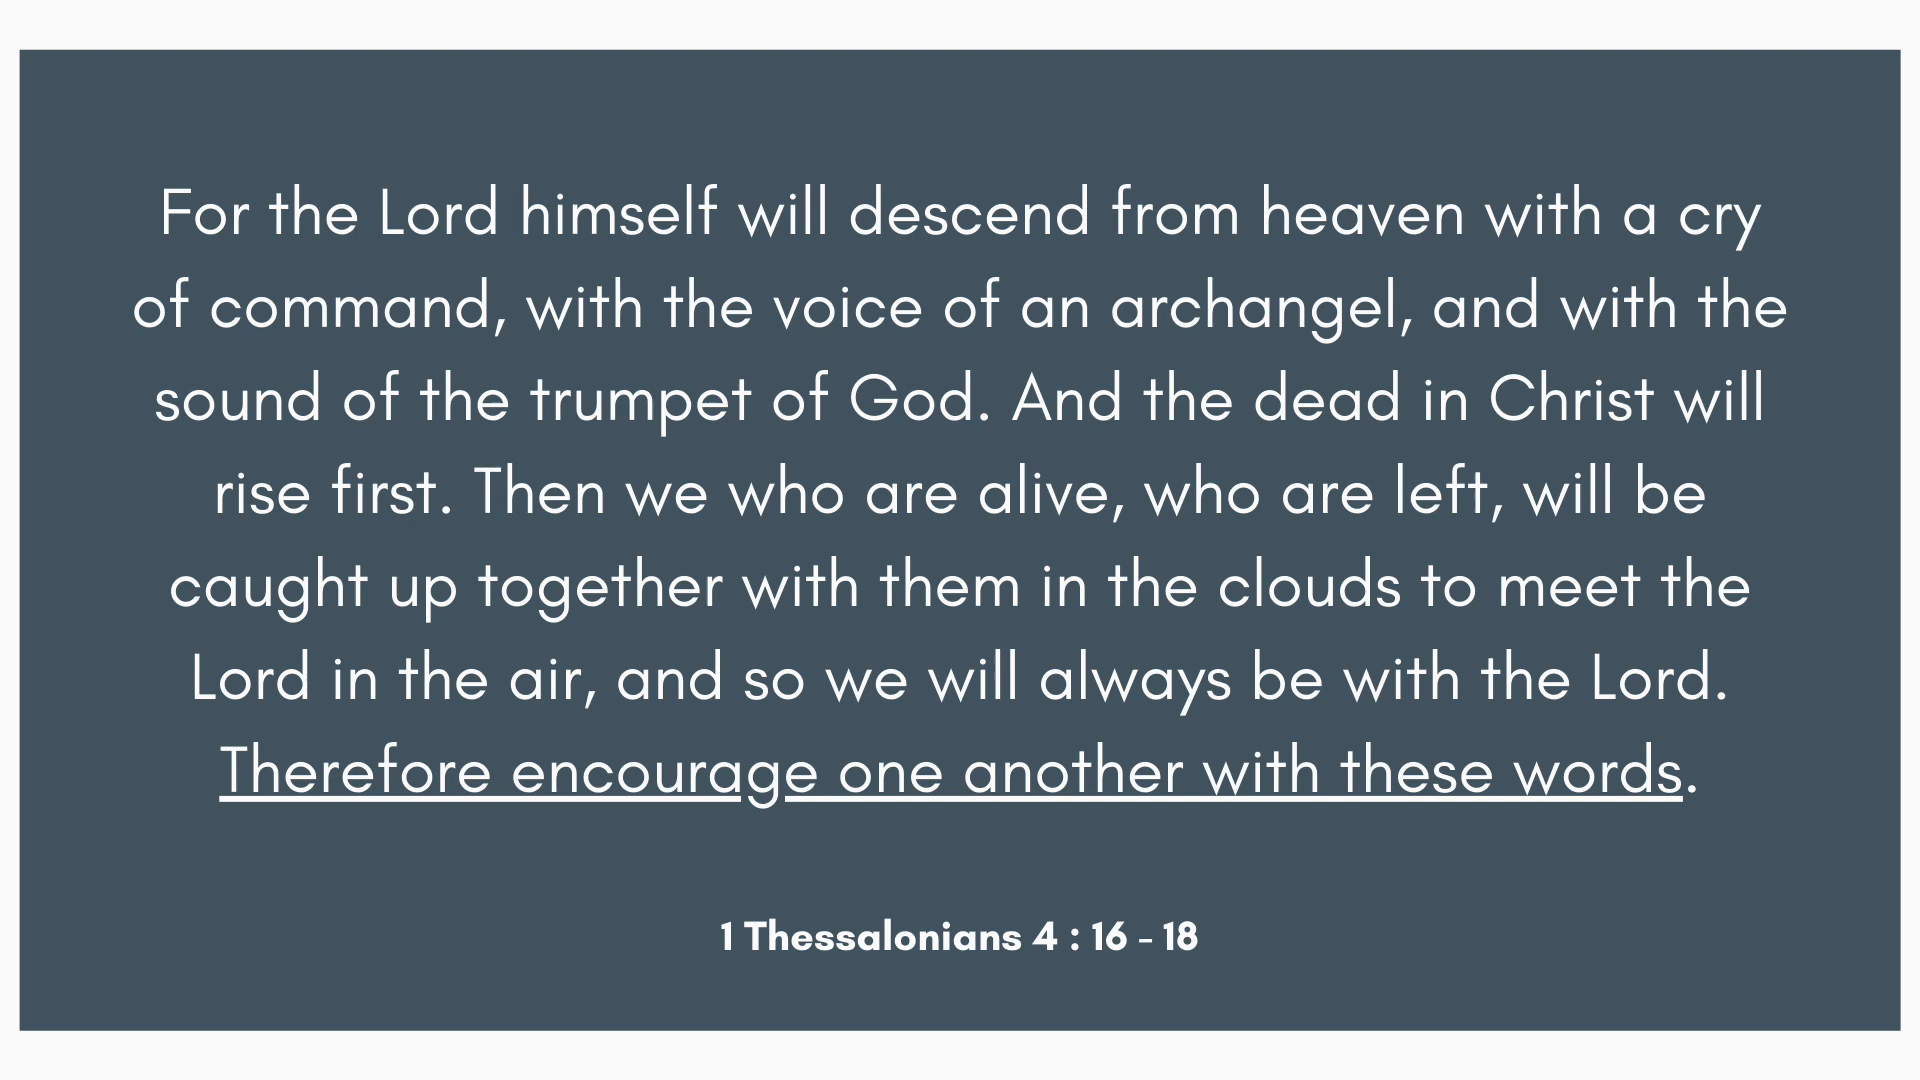 For the Lord himself will descend from heaven with a cry
of command, with the voice of an archangel, and with the
sound of the trumpet of God. And the dead in Christ will
rise first. Then we who are alive, who are left, will be
caught up together with them in the clouds to meet the
Lord in the air, and so we will always be with the Lord.
Therefore encourage one another with these words.
1 Thessalonians 4 : 16 - 18